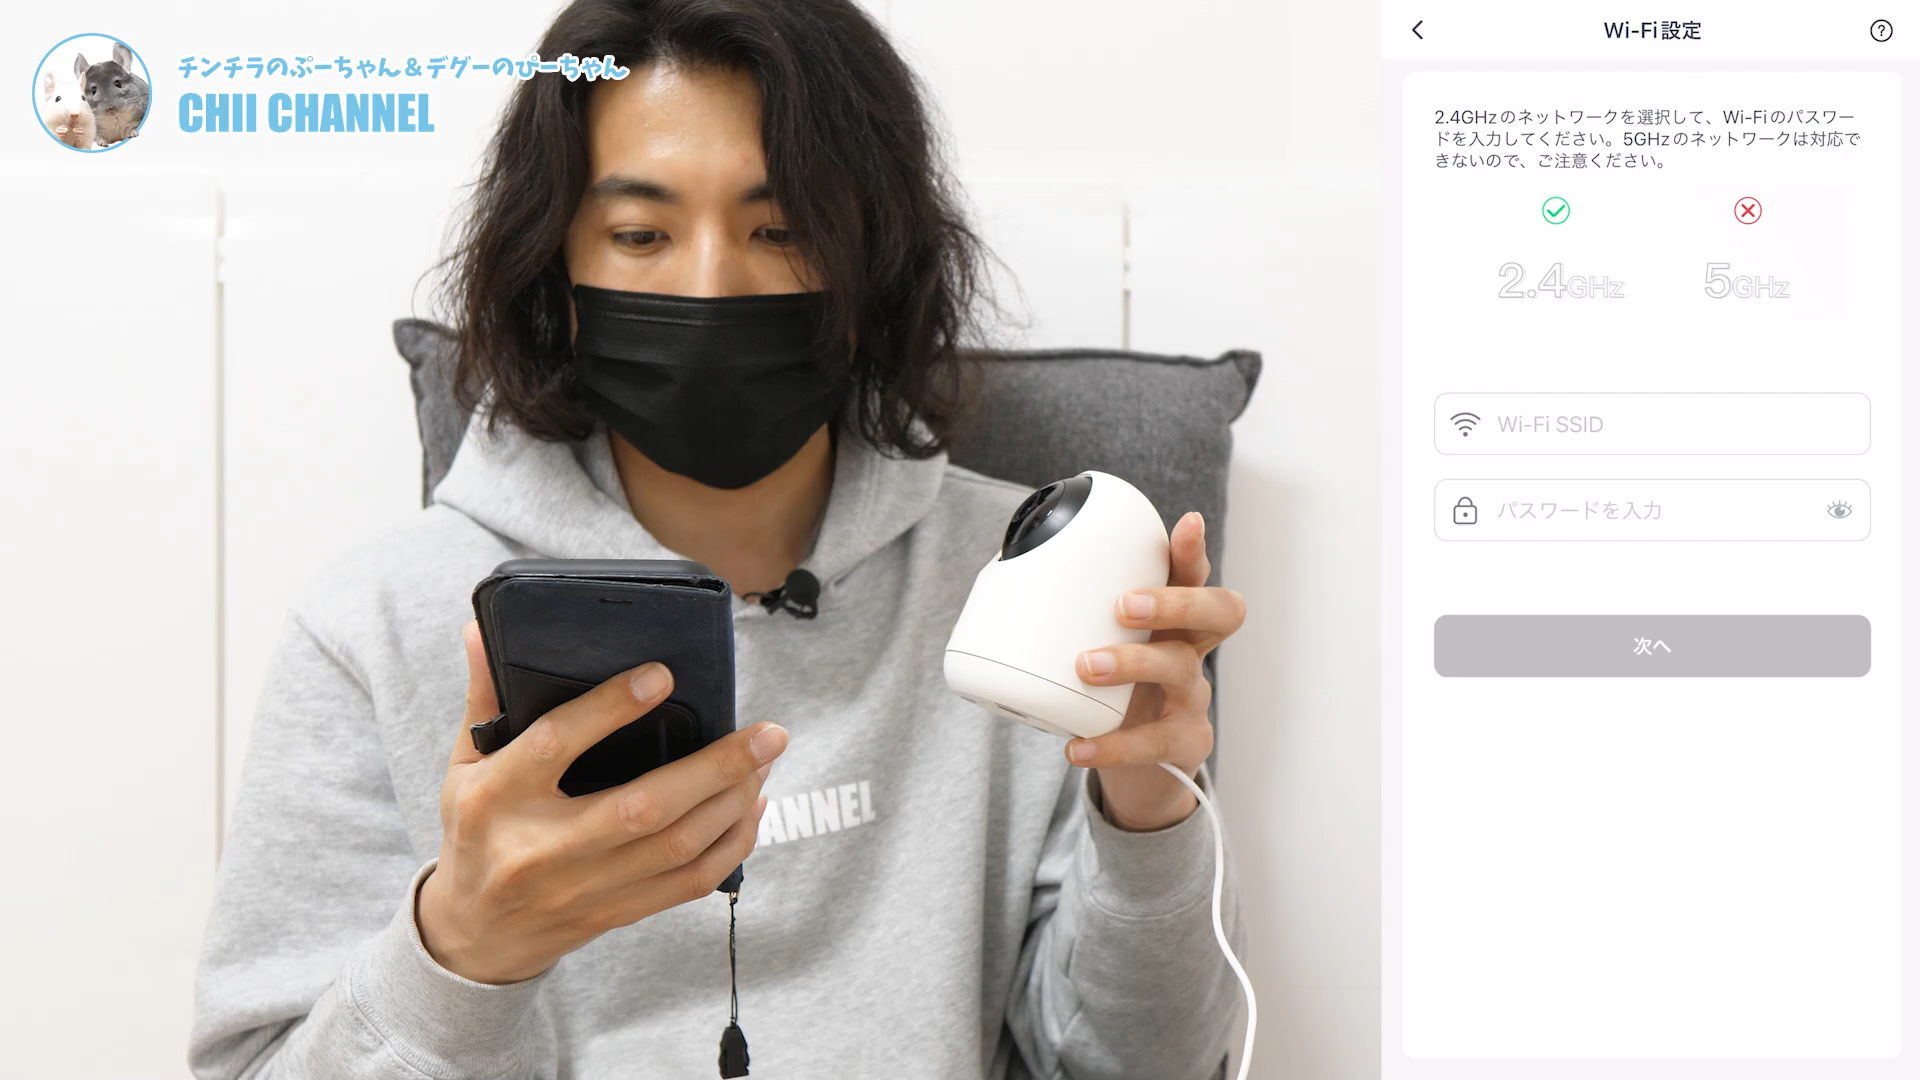 チンチラのぷーちゃん＆デグーのぴーちゃん
CHII CHANNEL
ANNEL
Wi-Fi設定
?
2.4GHzのネットワークを選択して、Wi-Fiのパスワー
ドを入力してください。5GHzのネットワークは対応で
きないので、ご注意ください。
2.4GHz
5GHz
Wi-Fi SSID
パスワードを入力
次へ